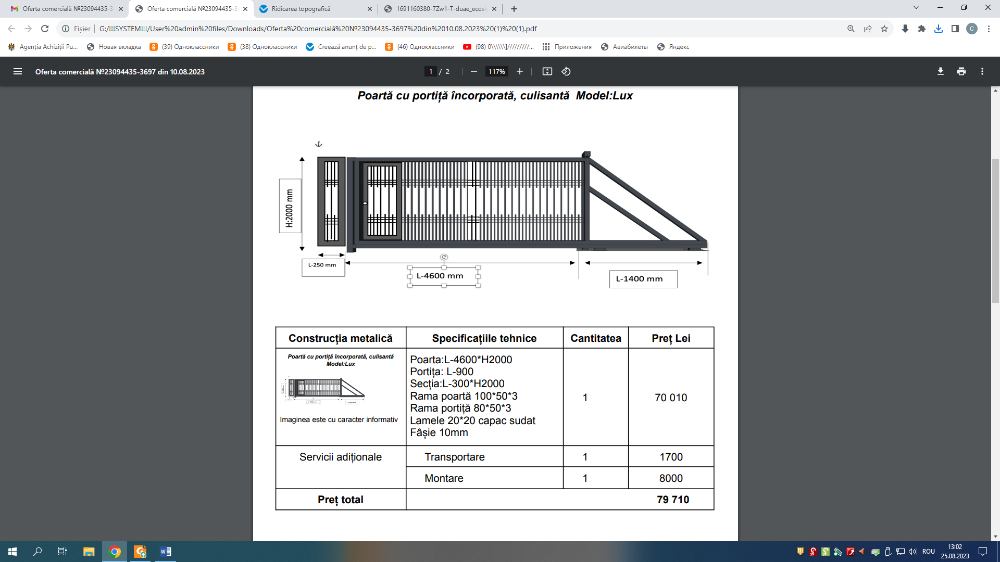 Oferta comercială №23094435-3
Oferta comercială №23094435-3
Ridicarea topografică
1691160380-7Zw1-T-duae_ecosi
Fișier
G:/!!!SYSTEM!!!/User%20admin%20files/Downloads/Oferta%20comercială%20№23094435-3697%20din%2010.08.2023%20(1)%20(1).pdf
C
Agenția Achiziții Pu...
Новая вкладка
(39) Одноклассники
(38) Одноклассники
Creează anunț de p...
(46) Одноклассники
(98) 0\\\\\\]/////////...
Приложения
Авиабилеты
Яндекс
Oferta comercială №23094435-3697 din 10.08.2023
1 / 2
117%
Poartă cu portiță încorporată, culisantă Model:Lux
H:2000 mm
L-250 mm
L-4600 mm
L-1400 mm
Construcția metalică
Specificațiile tehnice
Cantitatea
Preț Lei
Poartă cu portiță încorporată, culisantă
Model:Lux
Imaginea este cu caracter informativ
Poarta:L-4600*H2000
Portița: L-900
Secția:L-300*H2000
Rama poartă 100*50*3
Rama portiță 80*50*3
Lamele 20*20 capac sudat
Fâșie 10mm
1
70 010
Servicii adiționale
Transportare
1
1700
Montare
1
8000
Preț total
79 710
ROU
13:02
25.08.2023